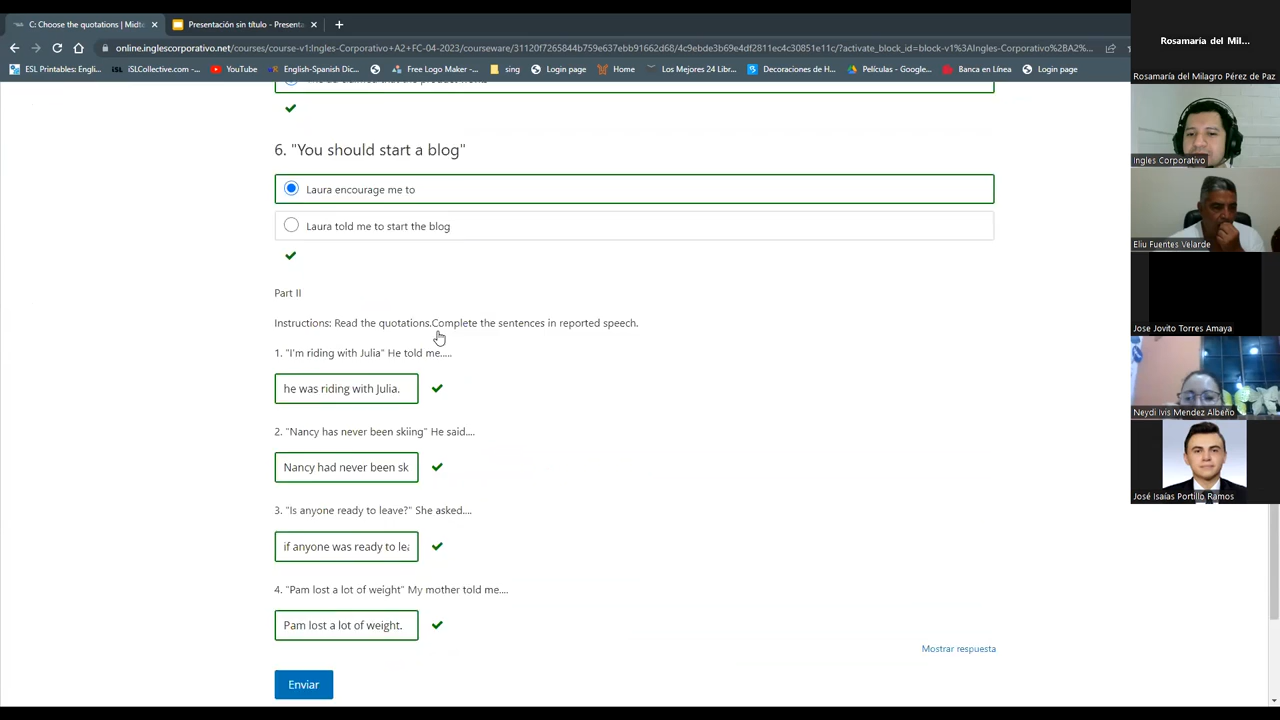 C: Choose the quotations | Midte
Presentación sin título - Presenta
online.inglescorporativo.net/courses/course-v1:Ingles-Corporativo+A2+FC-04-2023/courseware/31120f7265844b759e637ebb91662d68/4c9ebde3b69e4df2811ec4c30851e11c/?activate_block_id=block-v1%3AIngles-Corporativo%2BA2%...
ESL Printables: Engli...
iSLCollective.com -...
YouTube
English-Spanish Dic...
Free Logo Maker -...
sing
Login page
Home
Los Mejores 24 Libr...
Decoraciones de H...
Películas - Google...
Banca en Línea
Login page
6. "You should start a blog"
Laura encourage me to
Laura told me to start the blog
Part II
Instructions: Read the quotations.Complete the sentences in reported speech.
1. "I'm riding with Julia" He told me.....
he was riding with Julia.
2. "Nancy has never been skiing" He said....
Nancy had never been sk
3. "Is anyone ready to leave?" She asked....
if anyone was ready to lea
4. "Pam lost a lot of weight" My mother told me....
Pam lost a lot of weight.
Mostrar respuesta
Enviar
Rosamaria del Mil...
Rosamaría del Milagro Pérez de Paz
Ingles Corporativo
Eliu Fuentes Velarde
Jose Jovito Torres Amaya
Neydi Ivis Mendez Albeño
José Isaías Portillo Ramos